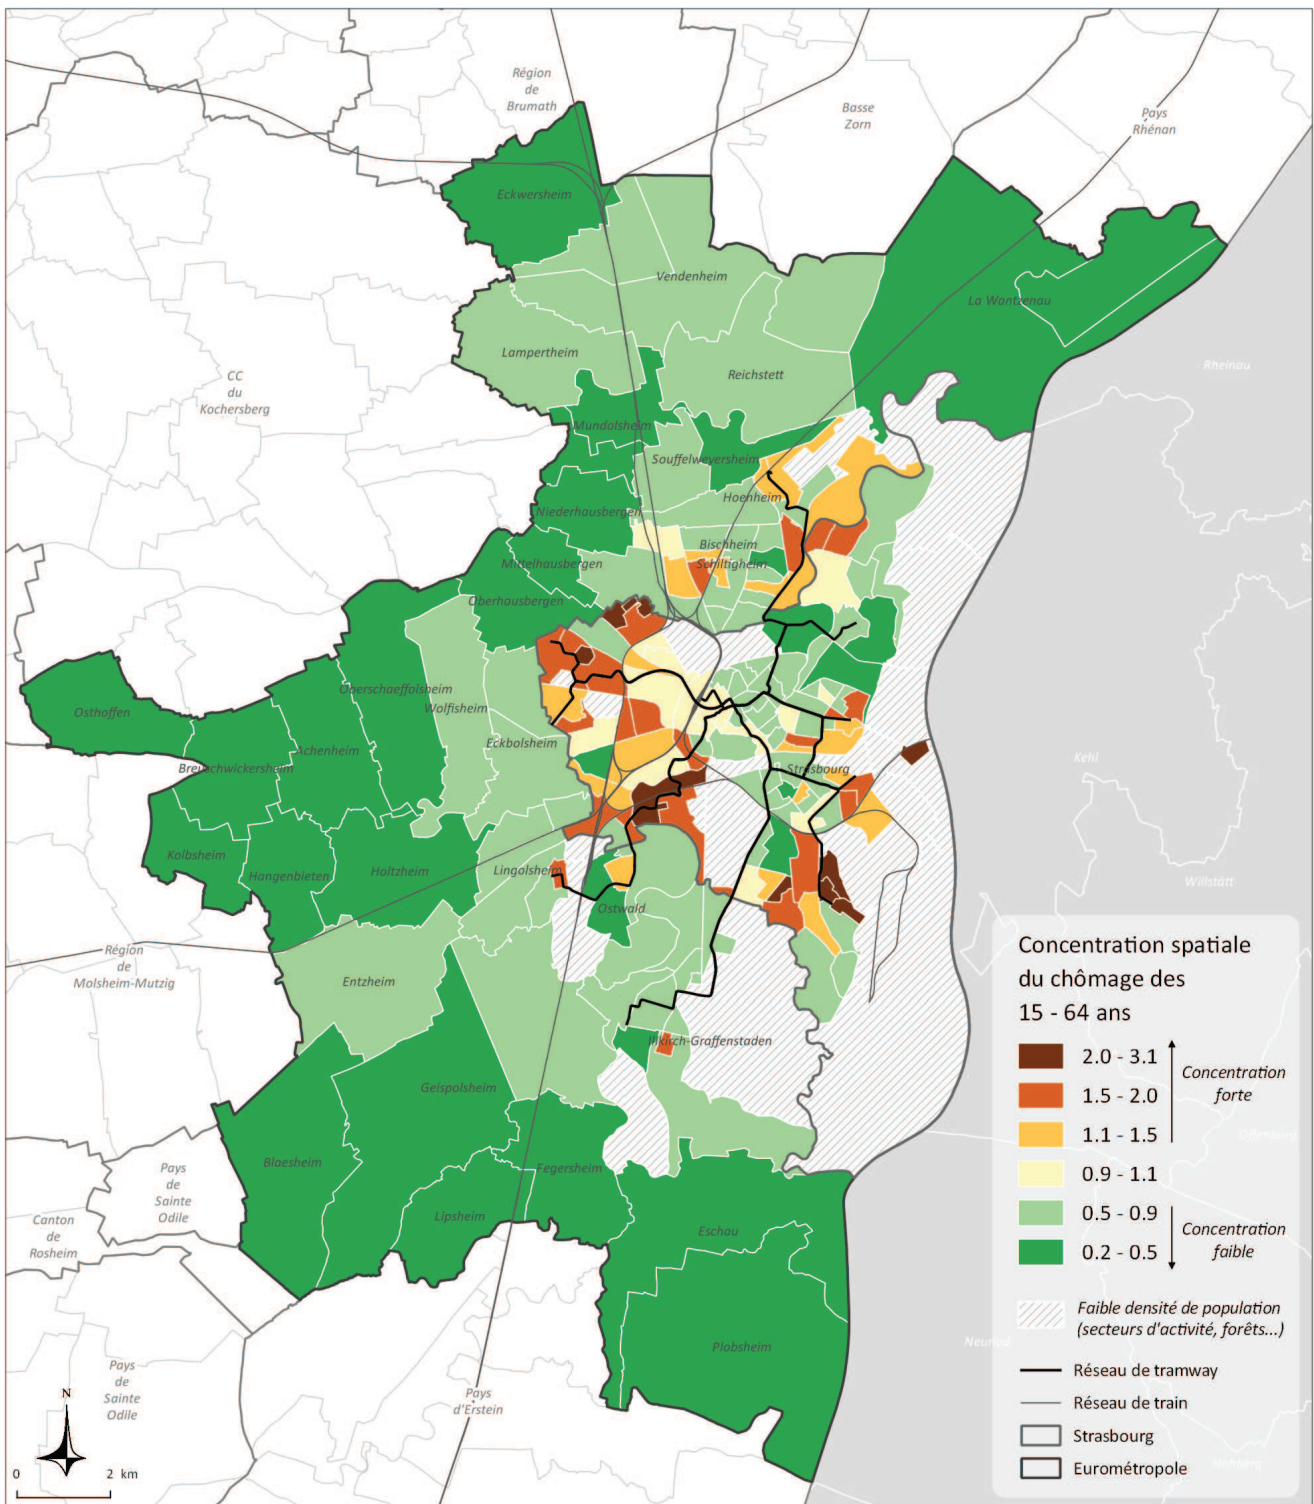 Région
de
Brumath
Basse
Zorn
Pays
Rhénan
Eckwersheim
Vendenheim
La Wantzenau
Lampertheim
Reichstett
Rheinau
CC
du
Kochersberg
Mundolsheim
Souffelweyersheim
Hoenheim
Niederhausbergen
Bischheim
Mittelhausbergen
Schiltigheim
Oberhausbergen
Oberschaeffolsheim
Wolfisheim
Osthoffen
Achenheim
Eckbolsheim
Breuschwickersheim
Strasbourg
Kehl
Kolbsheim
Hangenbieten
Holtzheim
Lingolsheim
Willstätt
Ostwald
Région
de
Molsheim-Mutzig
Entzheim
Illkirch-Graffenstaden
Geispolsheim
Blaesheim
Fegersheim
Pays
de
Sainte
Odile
Canton
de
Rosheim
Lipsheim
Eschau
Plobsheim
Pays
de
Sainte
Odile
Pays
d'Erstein
Concentration spatiale
du chômage des
15 - 64 ans
2.0 - 3.1
1.5 - 2.0
1.1 - 1.5
0.9 - 1.1
0.5 - 0.9
0.2 - 0.5
Concentration
forte
Concentration
faible
Offenburg
Faible densité de population
(secteurs d'activité, forêts...)
Réseau de tramway
Réseau de train
Strasbourg
Eurométropole
N
0 2 km